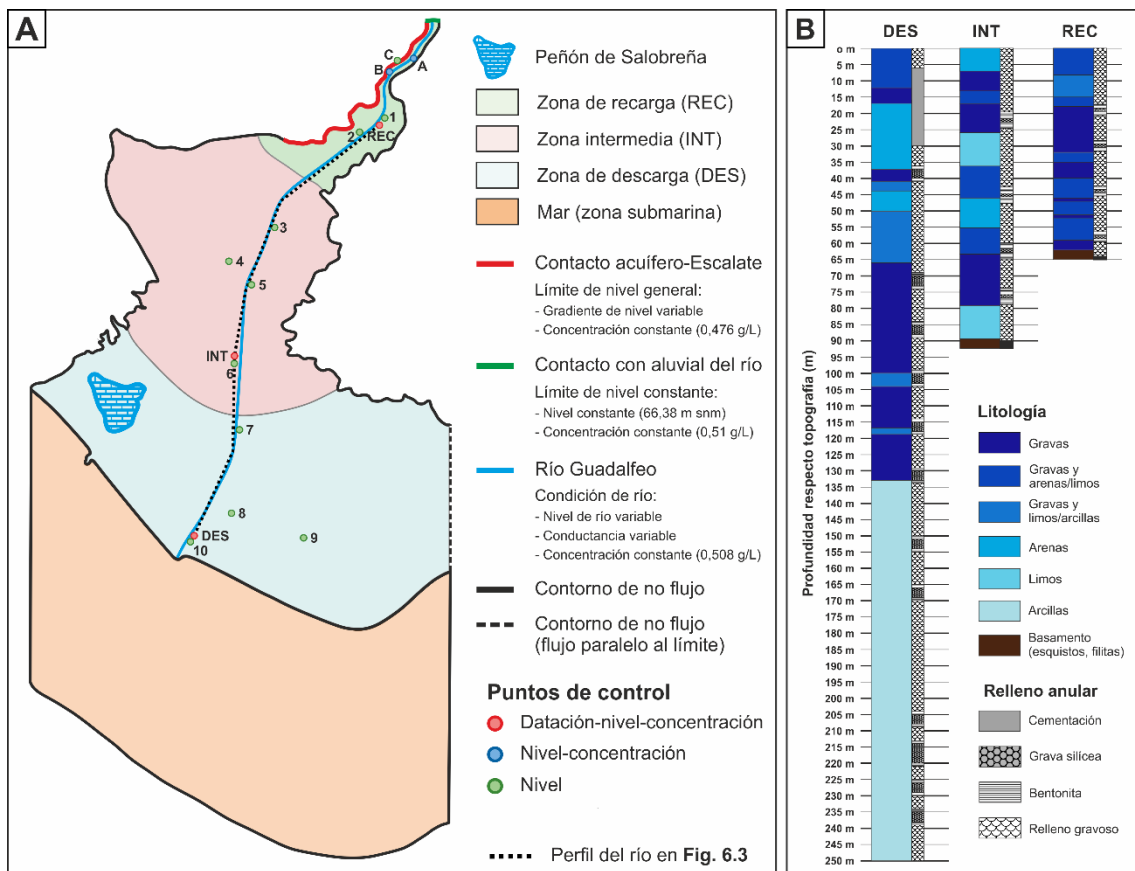 A
C
B
A
1
2
REC
3
4
5
INT
6
7
8
9
DES
10
Peñón de Salobreña
Zona de recarga (REC)
Zona intermedia (INT)
Zona de descarga (DES)
Mar (zona submarina)
Contacto acuífero-Escalate
Límite de nivel general:
- Gradiente de nivel variable
- Concentración constante (0,476 g/L)
Contacto con aluvial del río
Límite de nivel constante:
- Nivel constante (66,38 m snm)
- Concentración constante (0,51 g/L)
Río Guadalfeo
Condición de río:
- Nivel de río variable
- Conductancia variable
- Concentración constante (0,508 g/L)
Contorno de no flujo
Contorno de no flujo
(flujo paralelo al límite)
Puntos de control
Datación-nivel-concentración
Nivel-concentración
Nivel
Perfil del río en Fig. 6.3
B
DES
INT
REC
Profundidad respecto topografía (m)
0 m
5 m
10 m
15 m
20 m
25 m
30 m
35 m
40 m
45 m
50 m
55 m
60 m
65 m
70 m
75 m
80 m
85 m
90 m
95 m
100 m
105 m
110 m
115 m
120 m
125 m
130 m
135 m
140 m
145 m
150 m
155 m
160 m
165 m
170 m
175 m
180 m
185 m
190 m
195 m
200 m
205 m
210 m
215 m
220 m
225 m
230 m
235 m
240 m
245 m
250 m
Litología
Gravas
Gravas y
arenas/limos
Gravas y
limos/arcillas
Arenas
Limos
Arcillas
Basamento
(esquistos, filitas)
Relleno anular
Cementación
Grava silícea
Bentonita
Relleno gravoso